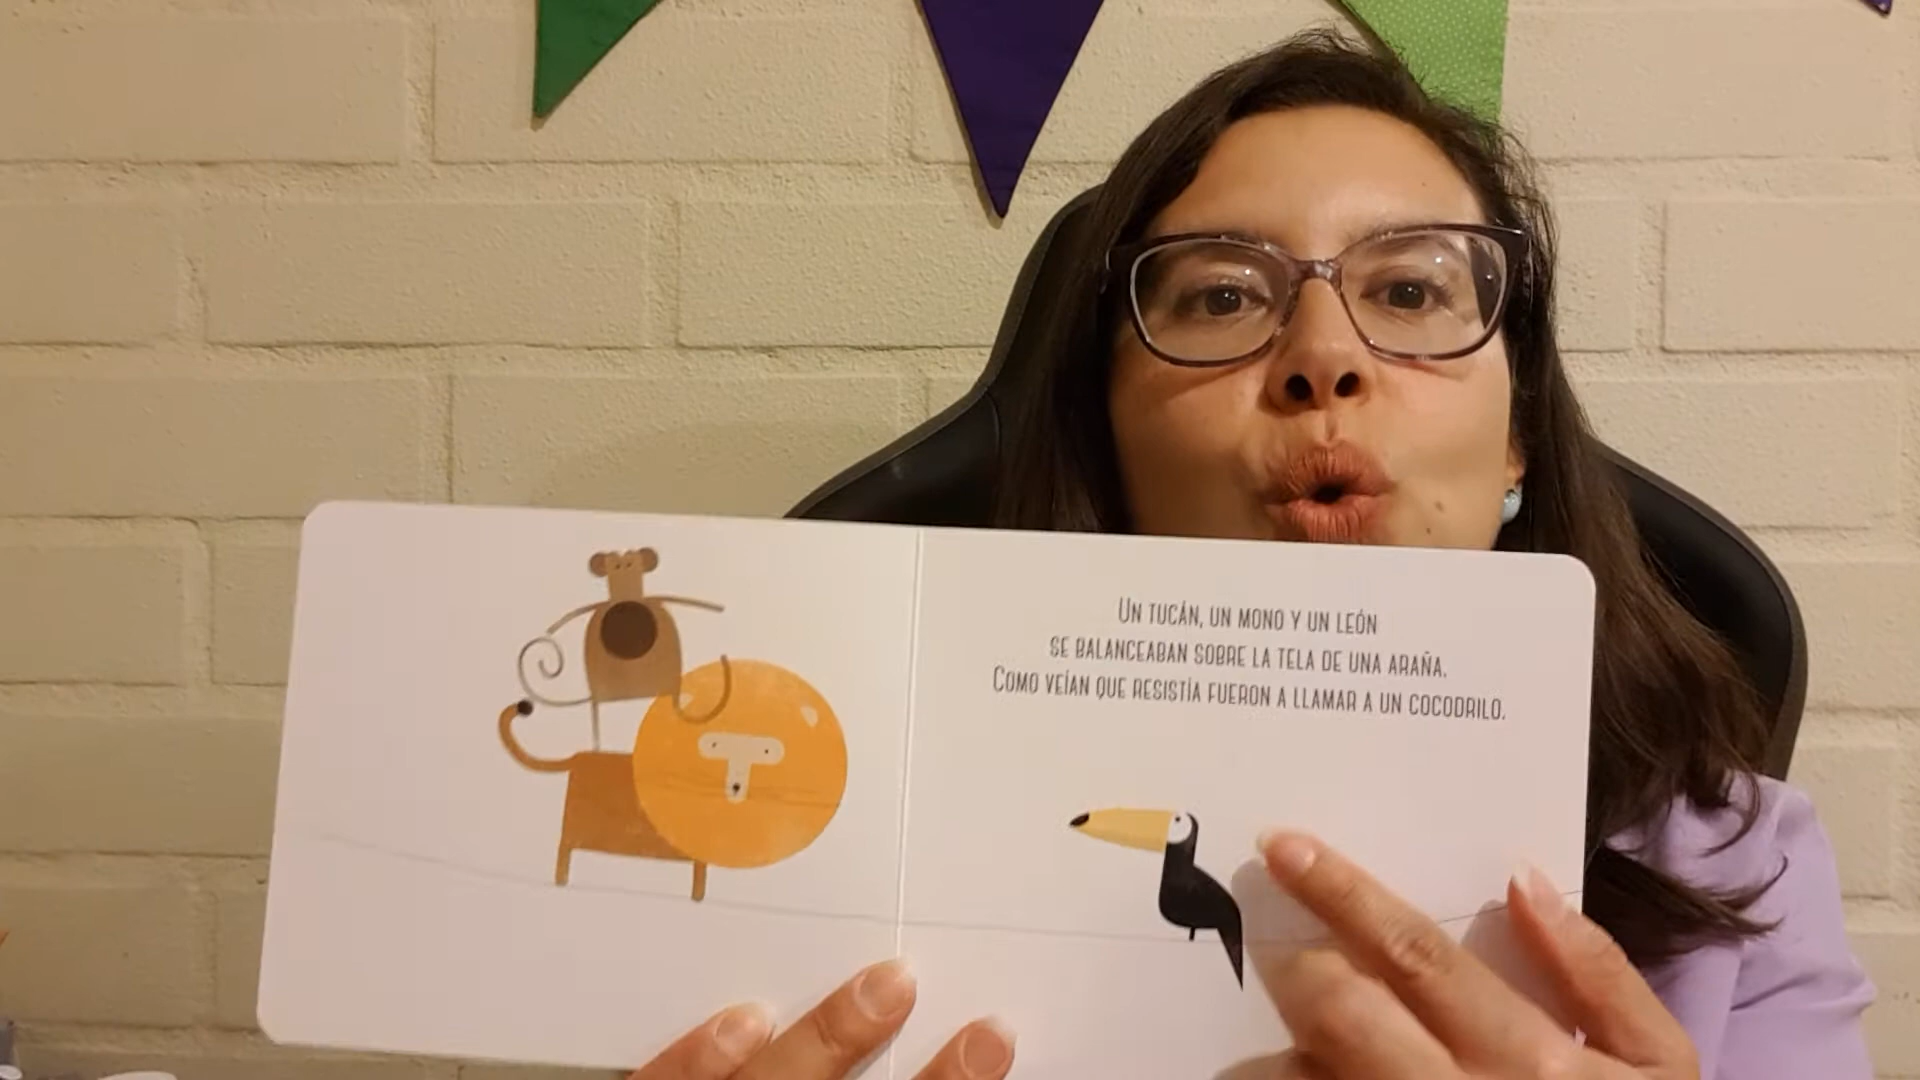 Un tucán, un mono y un león
se balanceaban sobre la tela de una araña.
Como veían que resistía fueron a llamar a un cocodrilo.